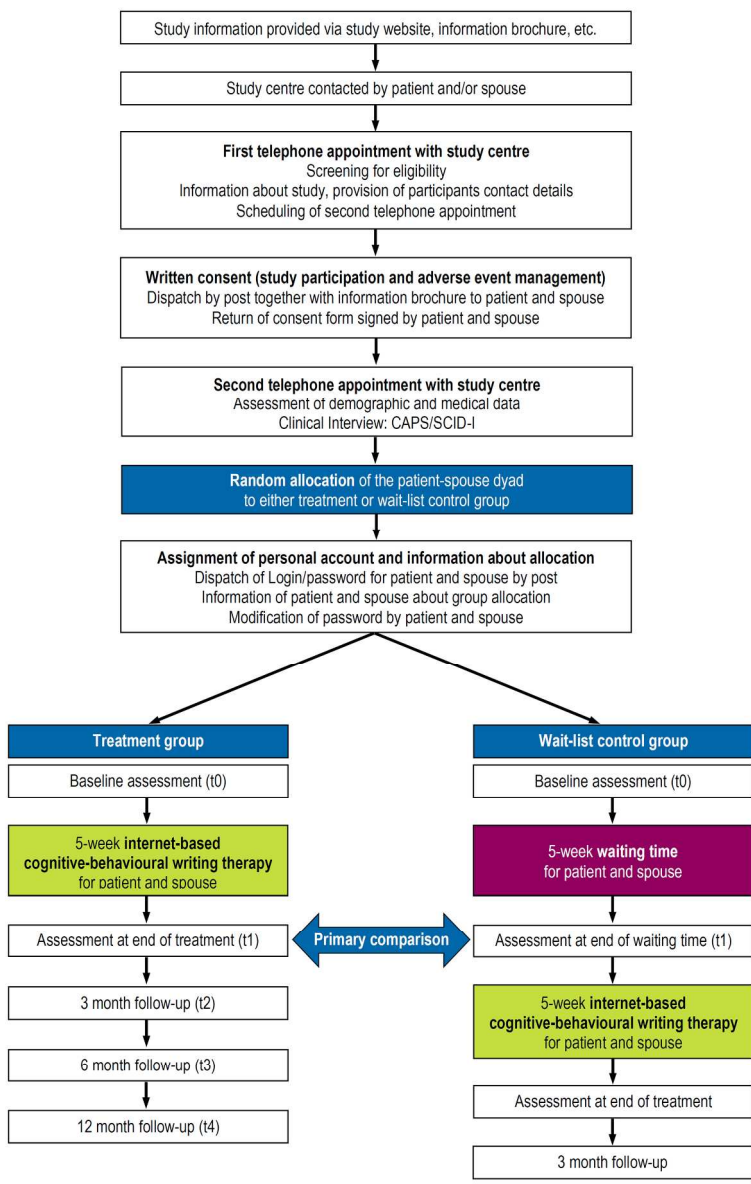 Study information provided via study website, information brochure, etc.
Study centre contacted by patient and/or spouse
First telephone appointment with study centre
Screening for eligibility
Information about study, provision of participants contact details
Scheduling of second telephone appointment
Written consent (study participation and adverse event management)
Dispatch by post together with information brochure to patient and spouse
Return of consent form signed by patient and spouse
Second telephone appointment with study centre
Assessment of demographic and medical data
Clinical Interview: CAPS/SCID-I
Random allocation of the patient-spouse dyad
to either treatment or wait-list control group
Assignment of personal account and information about allocation
Dispatch of Login/password for patient and spouse by post
Information of patient and spouse about group allocation
Modification of password by patient and spouse
Treatment group
Baseline assessment (t0)
5-week internet-based
cognitive-behavioural writing therapy
for patient and spouse
Assessment at end of treatment (t1)
3 month follow-up (t2)
6 month follow-up (t3)
12 month follow-up (t4)
Primary comparison
Wait-list control group
Baseline assessment (t0)
5-week waiting time
for patient and spouse
Assessment at end of waiting time (t1)
5-week internet-based
cognitive-behavioural writing therapy
for patient and spouse
Assessment at end of treatment
3 month follow-up